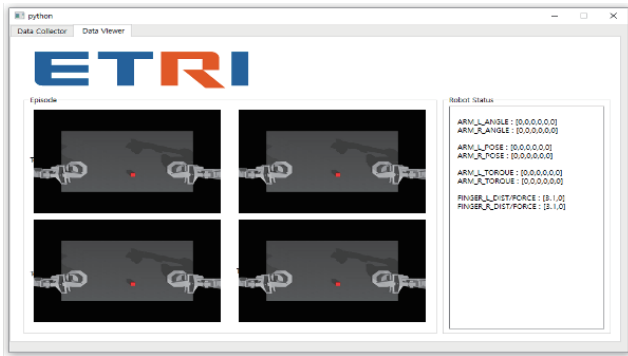 python
Data Collector Data Viewer
ETRI
Episode
Robot Status
ARM_L_ANGLE : [0,0,0,0,0,0]
ARM_R_ANGLE : [0,0,0,0,0,0]
ARM_L_POSE : [0,0,0,0,0,0]
ARM_R_POSE : [0,0,0,0,0,0]
ARM_L_TORQUE : [0,0,0,0,0,0]
ARM_R_TORQUE : [0,0,0,0,0,0]
FINGER_L_DIST/FORCE : [3.1,0]
FINGER_R_DIST/FORCE : [3.1,0]